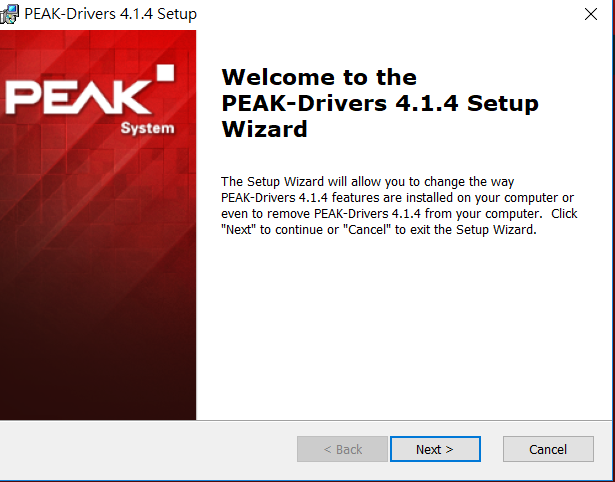 PEAK-Drivers 4.1.4 Setup
PEAK
System
Welcome to the
PEAK-Drivers 4.1.4 Setup
Wizard
The Setup Wizard will allow you to change the way
PEAK-Drivers 4.1.4 features are installed on your computer or
even to remove PEAK-Drivers 4.1.4 from your computer.  Click
"Next" to continue or "Cancel" to exit the Setup Wizard.
< Back
Next >
Cancel